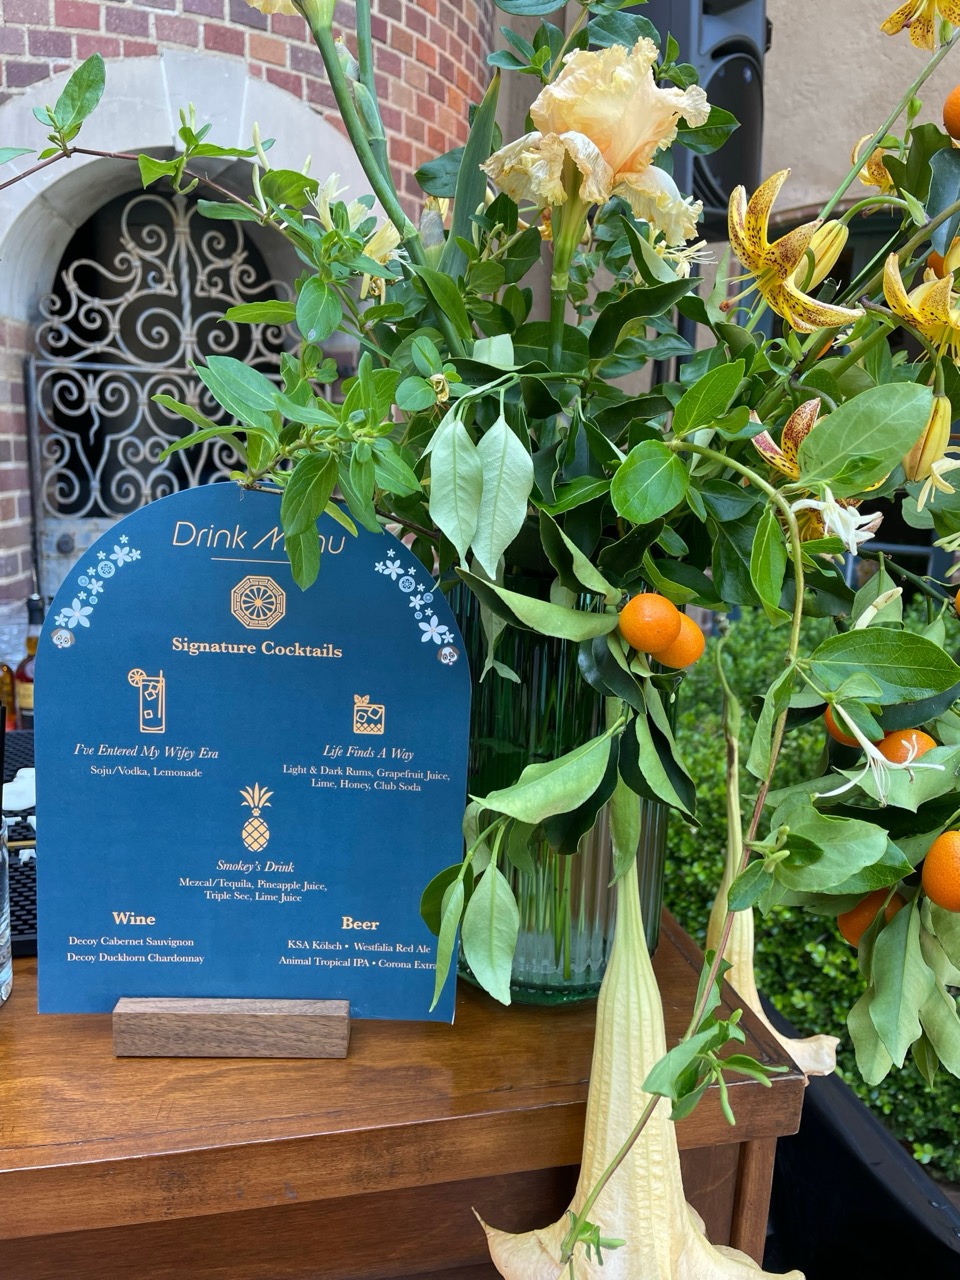 Drink Menu
Signature Cocktails
I've Entered My Wifey Era
Soju/Vodka, Lemonade
Life Finds A Way
Light & Dark Rums, Grapefruit Juice,
Lime, Honey, Club Soda
Smokey's Drink
Mezcal/Tequila, Pineapple Juice,
Triple Sec, Lime Juice
Wine
Decoy Cabernet Sauvignon
Decoy Duckhorn Chardonnay
Beer
KSA Kölsch • Westfalia Red Ale
Animal Tropical IPA • Corona Extra